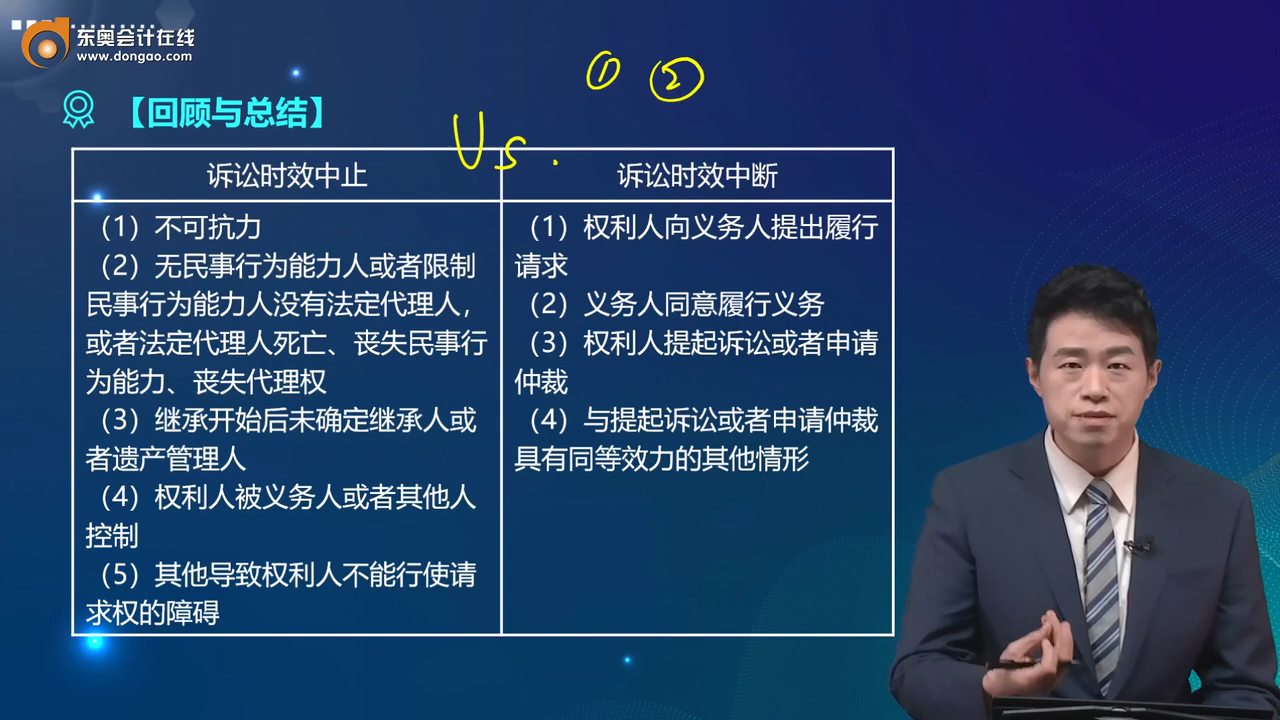 东奥会计在线
www.dongao.com
① ②
【回顾与总结】
Vs.
诉讼时效中止
诉讼时效中断
（1）不可抗力
（2）无民事行为能力人或者限制
民事行为能力人没有法定代理人，
或者法定代理人死亡、丧失民事行
为能力、丧失代理权
（3）继承开始后未确定继承人或
者遗产管理人
（4）权利人被义务人或者其他人
控制
（5）其他导致权利人不能行使请
求权的障碍
（1）权利人向义务人提出履行
请求
（2）义务人同意履行义务
（3）权利人提起诉讼或者申请
仲裁
（4）与提起诉讼或者申请仲裁
具有同等效力的其他情形